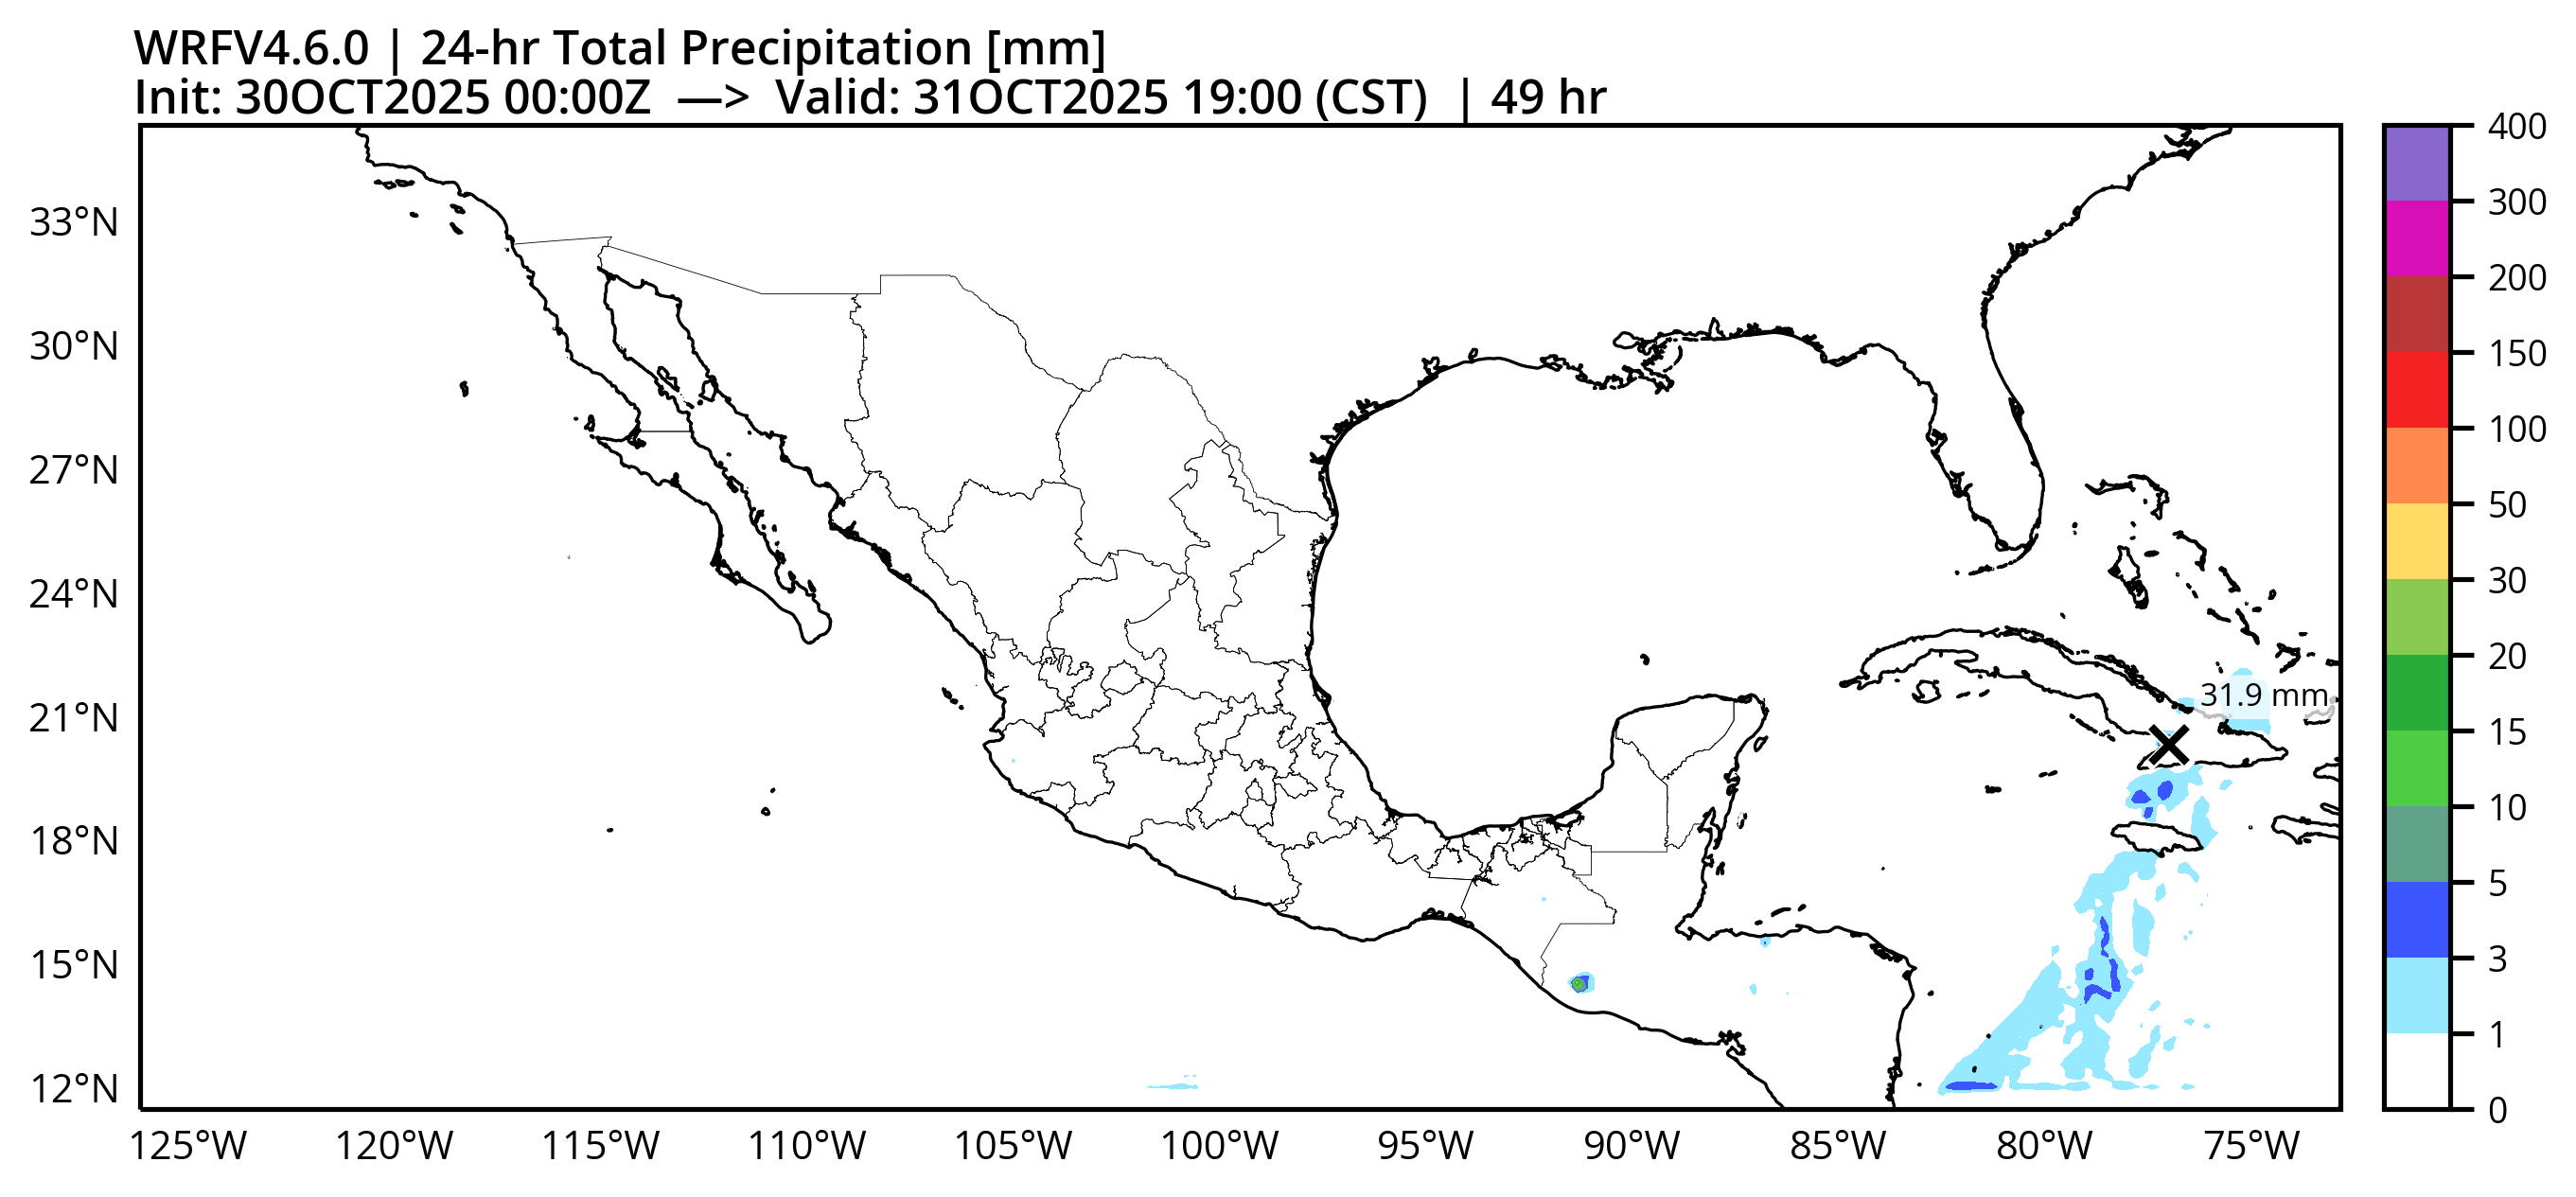 WRFV4.6.0 | 24-hr Total Precipitation [mm]
Init: 30OCT2025 00:00Z —> Valid: 31OCT2025 19:00 (CST) | 49 hr
33°N
30°N
27°N
24°N
21°N
18°N
15°N
12°N
125°W 120°W 115°W 110°W 105°W 100°W 95°W 90°W 85°W 80°W 75°W
31.9 mm
400
300
200
150
100
50
30
20
15
10
5
3
1
0